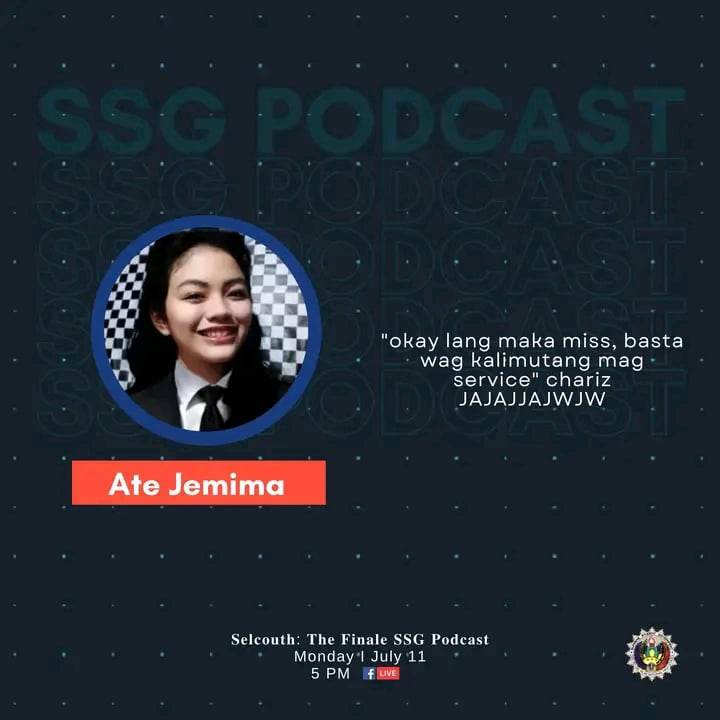 SSG PODCAST
SSG PODCAST
SSG PODCAST
SSG PODCAST
SSG PODCAST
"okay lang maka miss, basta
wag kalimutang mag
service" chariz
JAJAJJAJWJW
Ate Jemima
Selcouth: The Finale SSG Podcast
Monday I July 11
5 PM f LIVE